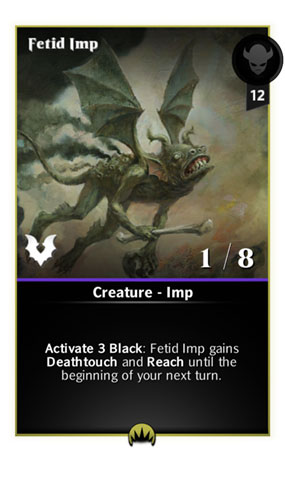 Fetid Imp
12
1 / 8
Creature - Imp
Activate 3 Black: Fetid Imp gains
Deathtouch and Reach until the
beginning of your next turn.